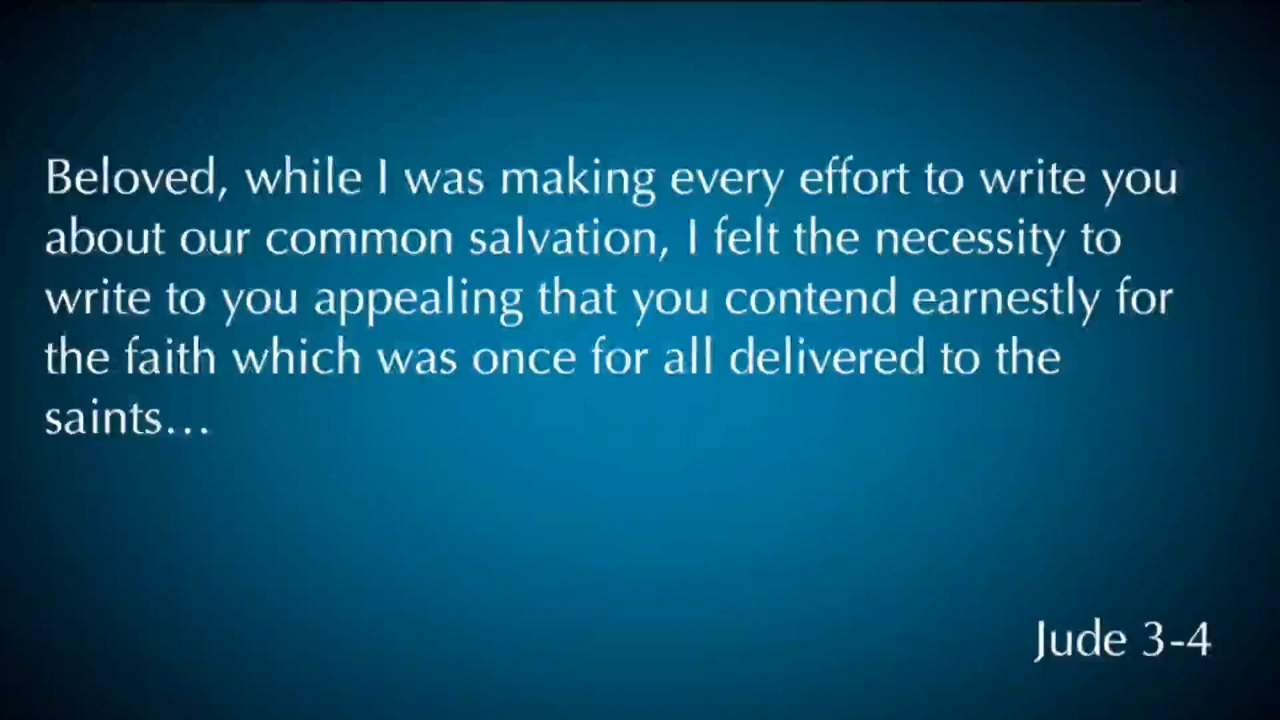 Beloved, while I was making every effort to write you
about our common salvation, I felt the necessity to
write to you appealing that you contend earnestly for
the faith which was once for all delivered to the
saints…
Jude 3-4